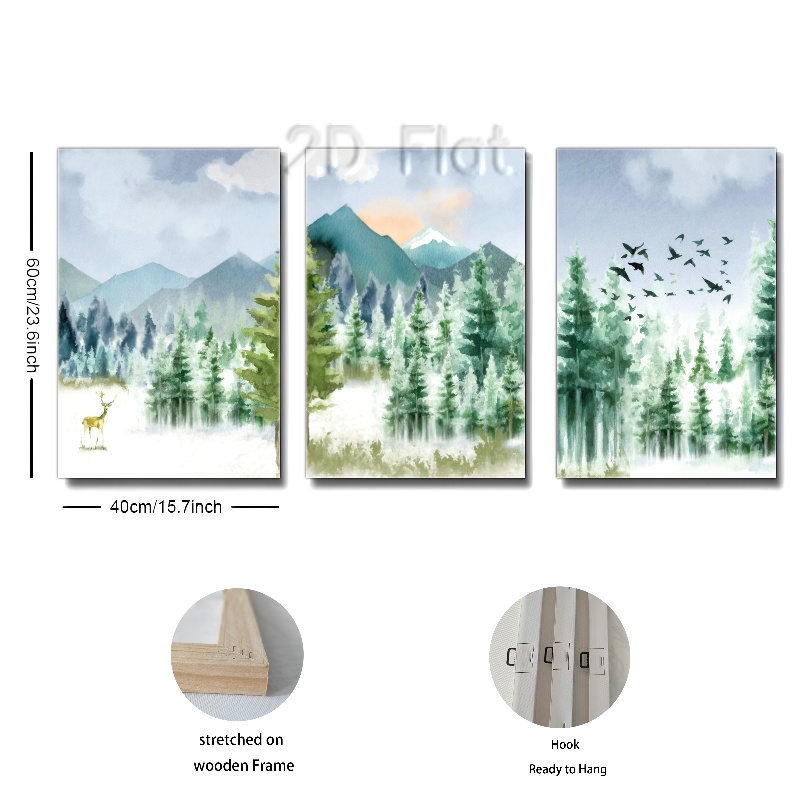 2D Flat
60cm/23.6inch
40cm/15.7inch
stretched on
wooden Frame
Hook
Ready to Hang